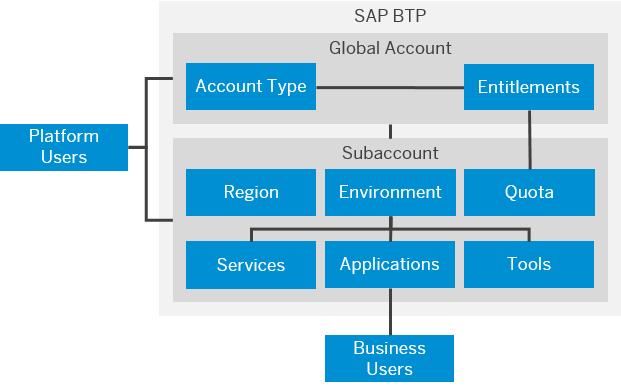 SAP BTP
Global Account
Account Type
Entitlements
Platform
Users
Subaccount
Region
Environment
Quota
Services
Applications
Tools
Business
Users